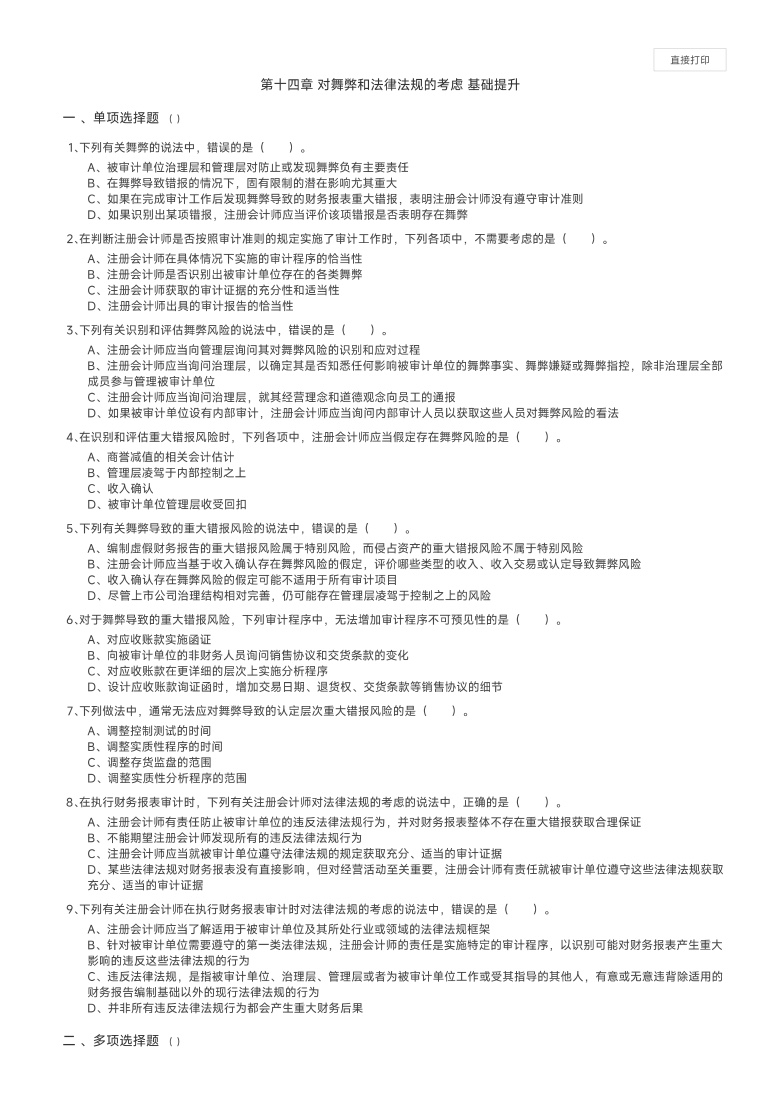 直接打印
第十四章 对舞弊和法律法规的考虑 基础提升
一 、单项选择题 （ ）
1、下列有关舞弊的说法中，错误的是（ ）。
A、被审计单位治理层和管理层对防止或发现舞弊负有主要责任
B、在舞弊导致错报的情况下，固有限制的潜在影响尤其重大
C、如果在完成审计工作后发现舞弊导致的财务报表重大错报，表明注册会计师没有遵守审计准则
D、如果识别出某项错报，注册会计师应当评价该项错报是否表明存在舞弊
2、在判断注册会计师是否按照审计准则的规定实施了审计工作时，下列各项中，不需要考虑的是（ ）。
A、注册会计师在具体情况下实施的审计程序的恰当性
B、注册会计师是否识别出被审计单位存在的各类舞弊
C、注册会计师获取的审计证据的充分性和适当性
D、注册会计师出具的审计报告的恰当性
3、下列有关识别和评估舞弊风险的说法中，错误的是（ ）。
A、注册会计师应当向管理层询问其对舞弊风险的识别和应对过程
B、注册会计师应当询问治理层，以确定其是否知悉任何影响被审计单位的舞弊事实、舞弊嫌疑或舞弊指控，除非治理层全部
成员参与管理被审计单位
C、注册会计师应当询问治理层，就其经营理念和道德观念向员工的通报
D、如果被审计单位设有内部审计，注册会计师应当询问内部审计人员以获取这些人员对舞弊风险的看法
4、在识别和评估重大错报风险时，下列各项中，注册会计师应当假定存在舞弊风险的是（ ）。
A、商誉减值的相关会计估计
B、管理层凌驾于内部控制之上
C、收入确认
D、被审计单位管理层收受回扣
5、下列有关舞弊导致的重大错报风险的说法中，错误的是（ ）。
A、编制虚假财务报告的重大错报风险属于特别风险，而侵占资产的重大错报风险不属于特别风险
B、注册会计师应当基于收入确认存在舞弊风险的假定，评价哪些类型的收入、收入交易或认定导致舞弊风险
C、收入确认存在舞弊风险的假定可能不适用于所有审计项目
D、尽管上市公司治理结构相对完善，仍可能存在管理层凌驾于控制之上的风险
6、对于舞弊导致的重大错报风险，下列审计程序中，无法增加审计程序不可预见性的是（ ）。
A、对应收账款实施函证
B、向被审计单位的非财务人员询问销售协议和交货条款的变化
C、对应收账款在更详细的层次上实施分析程序
D、设计应收账款询证函时，增加交易日期、退货权、交货条款等销售协议的细节
7、下列做法中，通常无法应对舞弊导致的认定层次重大错报风险的是（ ）。
A、调整控制测试的时间
B、调整实质性程序的时间
C、调整存货监盘的范围
D、调整实质性分析程序的范围
8、在执行财务报表审计时，下列有关注册会计师对法律法规的考虑的说法中，正确的是（ ）。
A、注册会计师有责任防止被审计单位的违反法律法规行为，并对财务报表整体不存在重大错报获取合理保证
B、不能期望注册会计师发现所有的违反法律法规行为
C、注册会计师应当就被审计单位遵守法律法规的规定获取充分、适当的审计证据
D、某些法律法规对财务报表没有直接影响，但对经营活动至关重要，注册会计师有责任就被审计单位遵守这些法律法规获取
充分、适当的审计证据
9、下列有关注册会计师在执行财务报表审计时对法律法规的考虑的说法中，错误的是（ ）。
A、注册会计师应当了解适用于被审计单位及其所处行业或领域的法律法规框架
B、针对被审计单位需要遵守的第一类法律法规，注册会计师的责任是实施特定的审计程序，以识别可能对财务报表产生重大
影响的违反这些法律法规的行为
C、违反法律法规，是指被审计单位、治理层、管理层或者为被审计单位工作或受其指导的其他人，有意或无意违背除适用的
财务报告编制基础以外的现行法律法规的行为
D、并非所有违反法律法规行为都会产生重大财务后果
二 、多项选择题 （ ）